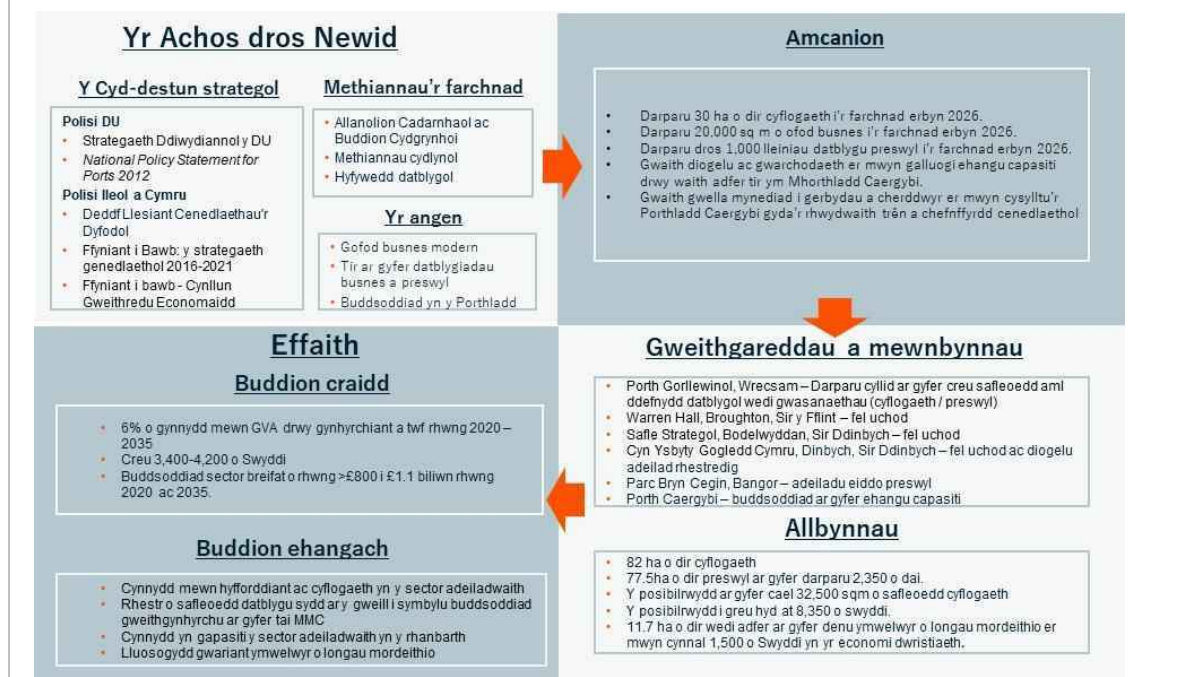 Yr Achos dros Newid
Y Cyd-destun strategol
Polisi DU
• Strategaeth Ddiwydiannol y DU
• National Policy Statement for
Ports 2012
Polisi lleol a Cymru
• Deddf Llesiant Cenedlaethau'r
Dyfodol
• Ffyniant i Bawb: y strategaeth
genedlaethol 2016-2021
• Ffyniant i bawb - Cynllun
Gweithredu Economaidd
Methiannau'r farchnad
• Allanolion Cadarnhaol ac
Buddion Cydgrynhoi
• Methiannau cydlynol
• Hyfywedd datblygol
Yr angen
• Gofod busnes modern
• Tir ar gyfer datblygiadau
busnes a preswyl
• Buddsoddiad yn y Porthladd
Amcanion
• Darparu 30 ha o dir cyflogaeth i'r farchnad erbyn 2026.
• Darparu 20,000 sq m o ofod busnes i'r farchnad erbyn 2026.
• Darparu dros 1,000 lleiniau datblygu preswyl i'r farchnad erbyn 2026.
• Gwaith diogelu ac gwarchodaeth er mwyn galluogi ehangu capasiti
drwy waith adfer tir ym Mhorthladd Caergybi.
• Gwaith gwella mynediad i gerbydau a cherddwyr er mwyn cysylltu'r
Porthladd Caergybi gyda'r rhwydwaith trên a chefnffyrdd cenedlaethol
Gweithgareddau a mewnbynnau
• Porth Gorllewinol, Wrecsam – Darparu cyllid ar gyfer creu safleoedd aml
ddefnydd datblygol wedi gwasanaethau (cyflogaeth / preswyl)
• Warren Hall, Broughton, Sir y Fflint – fel uchod
• Safle Strategol, Bodelwyddan, Sir Ddinbych – fel uchod
• Cyn Ysbyty Gogledd Cymru, Dinbych, Sir Ddinbych – fel uchod ac diogelu
adeilad rhestredig
• Parc Bryn Cegin, Bangor – adeiladu eiddo preswyl
• Porth Caergybi – buddsoddiad ar gyfer ehangu capasiti
Allbynnau
• 82 ha o dir cyflogaeth
• 77.5ha o dir preswyl ar gyfer darparu 2,350 o dai.
• Y posibilrwydd ar gyfer cael 32,500 sqm o safleoedd cyflogaeth
• Y posibilrwydd i greu hyd at 8,350 o swyddi.
• 11.7 ha o dir wedi adfer ar gyfer denu ymwelwyr o longau mordeithio er
mwyn cynnal 1,500 o Swyddi yn yr economi dwristiaeth.
Effaith
Buddion craidd
• 6% o gynnydd mewn GVA drwy gynhyrchiant a twf rhwng 2020 –
2035
• Creu 3,400-4,200 o Swyddi
• Buddsoddiad sector breifat o rhwng >£800 i £1.1 biliwn rhwng
2020 ac 2035.
Buddion ehangach
• Cynnydd mewn hyfforddiant ac cyflogaeth yn y sector adeiladwaith
• Rhestr o safleoedd datblygu sydd ar y gweill i symbylu buddsoddiad
gweithgynhyrchu ar gyfer tai MMC
• Cynnydd yn gapasiti y sector adeiladwaith yn y rhanbarth
• Lluosogydd gwariant ymwelwyr o longau mordeithio